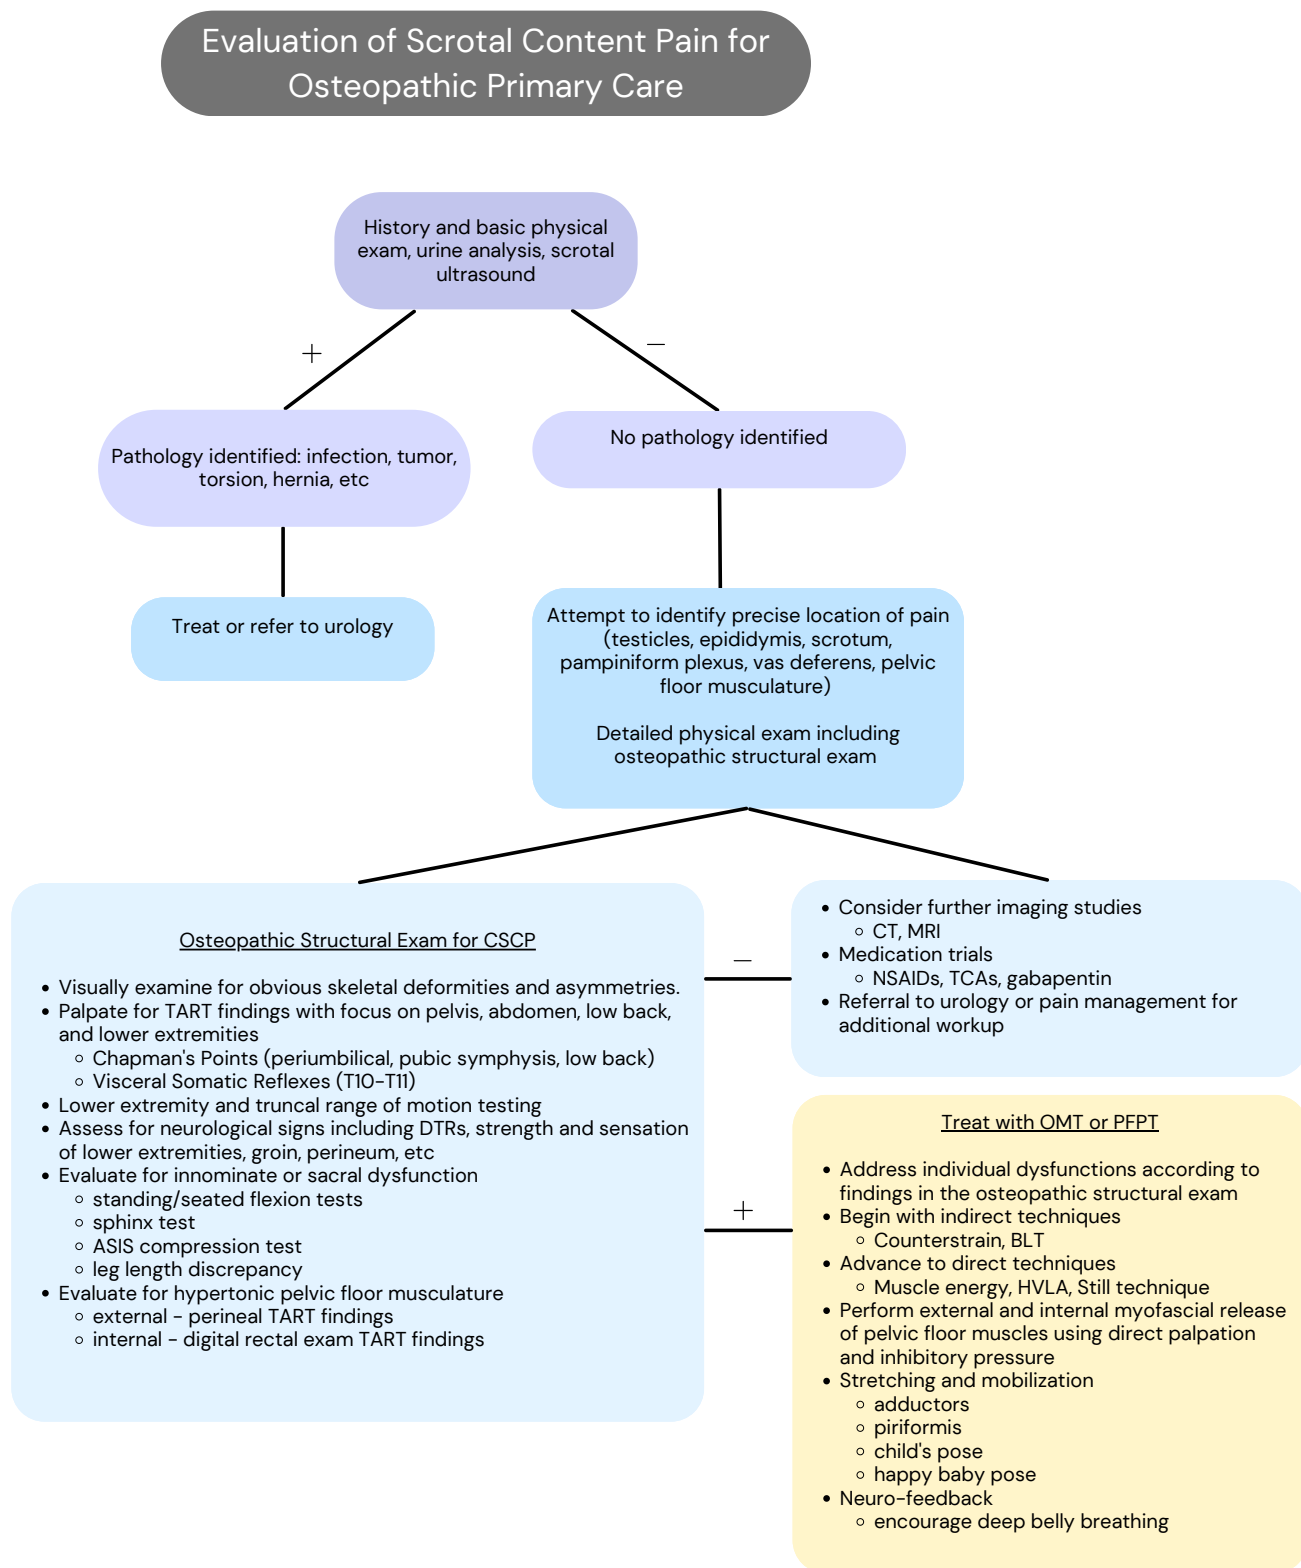 Evaluation of Scrotal Content Pain for
Osteopathic Primary Care
History and basic physical
exam, urine analysis, scrotal
ultrasound
+
−
Pathology identified: infection, tumor,
torsion, hernia, etc
No pathology identified
Treat or refer to urology
Attempt to identify precise location of pain
(testicles, epididymis, scrotum,
pampiniform plexus, vas deferens, pelvic
floor musculature)
Detailed physical exam including
osteopathic structural exam
Osteopathic Structural Exam for CSCP
• Visually examine for obvious skeletal deformities and asymmetries.
• Palpate for TART findings with focus on pelvis, abdomen, low back,
and lower extremities
◦ Chapman's Points (periumbilical, pubic symphysis, low back)
◦ Visceral Somatic Reflexes (T10-T11)
• Lower extremity and truncal range of motion testing
• Assess for neurological signs including DTRs, strength and sensation
of lower extremities, groin, perineum, etc
• Evaluate for innominate or sacral dysfunction
◦ standing/seated flexion tests
◦ sphinx test
◦ ASIS compression test
◦ leg length discrepancy
• Evaluate for hypertonic pelvic floor musculature
◦ external - perineal TART findings
◦ internal - digital rectal exam TART findings
−
• Consider further imaging studies
◦ CT, MRI
• Medication trials
◦ NSAIDs, TCAs, gabapentin
• Referral to urology or pain management for
additional workup
+
Treat with OMT or PFPT
• Address individual dysfunctions according to
findings in the osteopathic structural exam
• Begin with indirect techniques
◦ Counterstrain, BLT
• Advance to direct techniques
◦ Muscle energy, HVLA, Still technique
• Perform external and internal myofascial release
of pelvic floor muscles using direct palpation
and inhibitory pressure
• Stretching and mobilization
◦ adductors
◦ piriformis
◦ child's pose
◦ happy baby pose
• Neuro-feedback
◦ encourage deep belly breathing